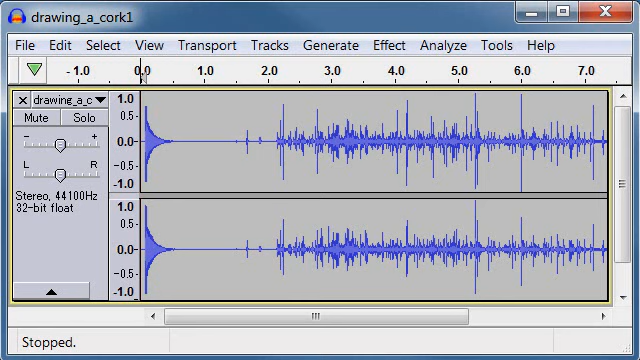 drawing_a_cork1
File Edit Select View Transport Tracks Generate Effect Analyze Tools Help
- 1.0 0.0 1.0 2.0 3.0 4.0 5.0 6.0 7.0
drawing_a_c
Mute Solo
- +
L R
Stereo, 44100Hz
32-bit float
1.0
0.5-
0.0-
-0.5-
-1.0
1.0
0.5-
0.0-
-0.5-
-1.0
Stopped.